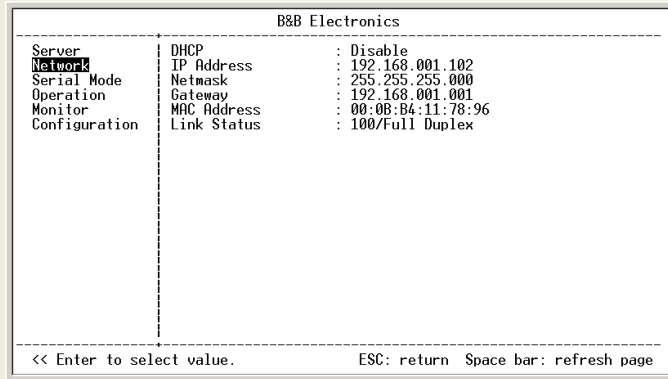 B&B Electronics
Server DHCP : Disable
Network IP Address : 192.168.001.102
Serial Mode Netmask : 255.255.255.000
Operation Gateway : 192.168.001.001
Monitor MAC Address : 00:0B:B4:11:78:96
Configuration Link Status : 100/Full Duplex
<< Enter to select value. ESC: return Space bar: refresh page